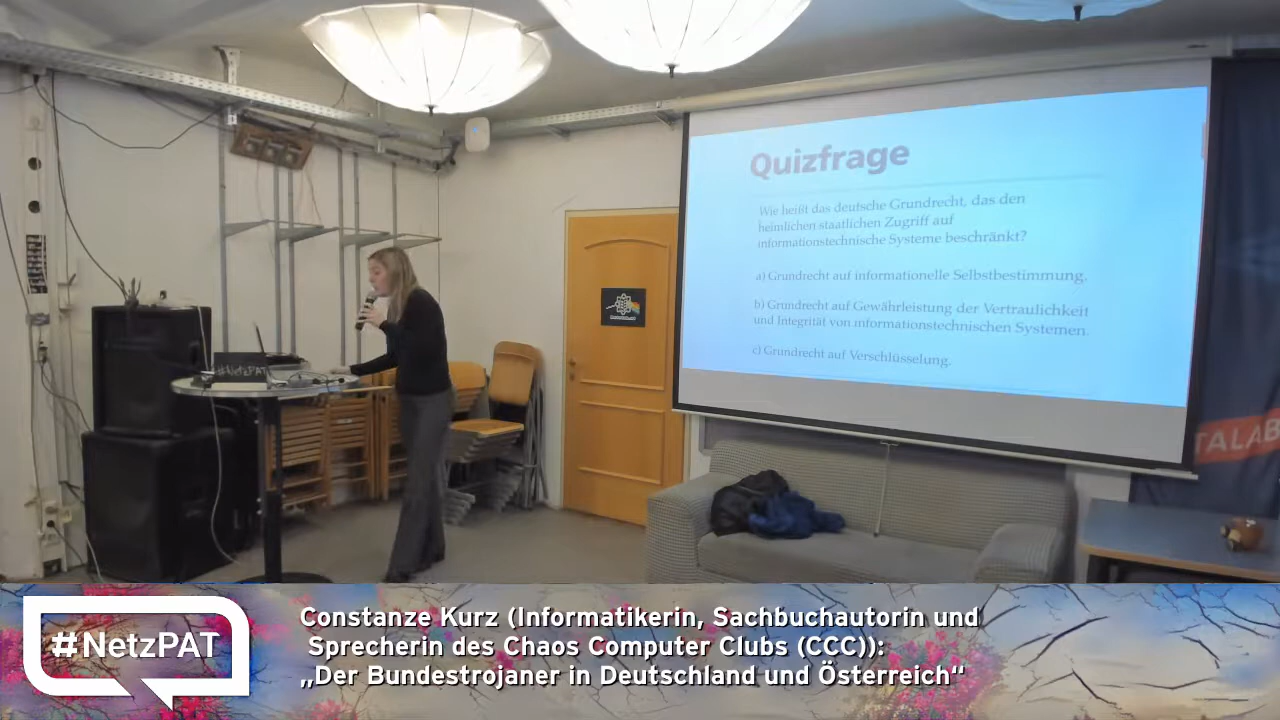 Quizfrage
Wie heißt das deutsche Grundrecht, das den
heimlichen staatlichen Zugriff auf
informationstechnische Systeme beschränkt?
a) Grundrecht auf informationelle Selbstbestimmung.
b) Grundrecht auf Gewährleistung der Vertraulichkeit
und Integrität von informationstechnischen Systemen.
c) Grundrecht auf Verschlüsselung.
#NetzPAT
TALAB
#NetzPAT
Constanze Kurz (Informatikerin, Sachbuchautorin und
Sprecherin des Chaos Computer Clubs (CCC)):
„Der Bundestrojaner in Deutschland und Österreich“